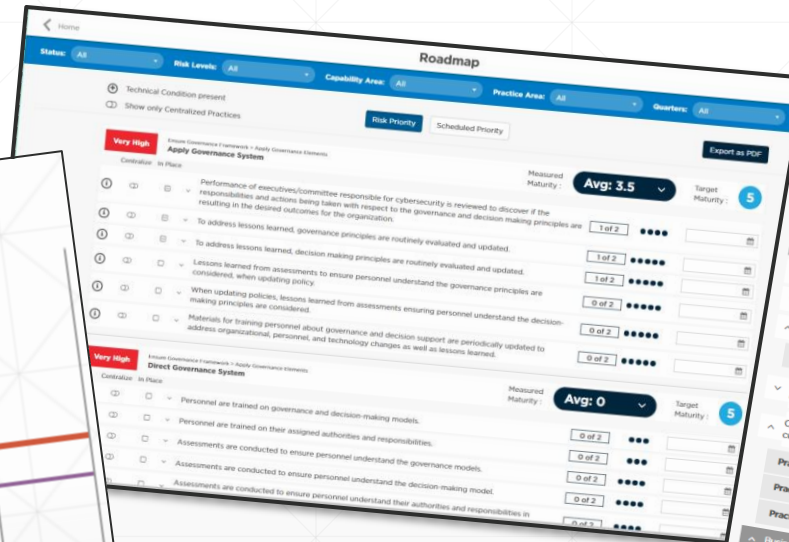 Home
Roadmap
Status: All Risk Levels: All Capability Area: All Practice Area: All Quarters: All
Technical Condition present
Show only Centralized Practices
Risk Priority Scheduled Priority
Export as PDF
Very High
Ensure Governance Framework > Apply Governance Elements
Apply Governance System
Measured
Maturity :
Avg: 3.5
Target
Maturity :
5
Centralize In Place
Performance of executives/committee responsible for cybersecurity is reviewed to discover if the
responsibilities and actions being taken with respect to the governance and decision making principles are
resulting in the desired outcomes for the organization.
1 of 2
To address lessons learned, governance principles are routinely evaluated and updated.
1 of 2
To address lessons learned, decision making principles are routinely evaluated and updated.
1 of 2
Lessons learned from assessments to ensure personnel understand the governance principles are
considered, when updating policy.
0 of 2
When updating policies, lessons learned from assessments ensuring personnel understand the decision-
making principles are considered.
0 of 2
Materials for training personnel about governance and decision support are periodically updated to
address organizational, personnel, and technology changes as well as lessons learned.
0 of 2
Very High
Ensure Governance Framework > Apply Governance Elements
Direct Governance System
Measured
Maturity :
Avg: 0
Target
Maturity :
5
Centralize In Place
Personnel are trained on governance and decision-making models.
0 of 2
Personnel are trained on their assigned authorities and responsibilities.
0 of 2
Assessments are conducted to ensure personnel understand the governance models.
0 of 2
Assessments are conducted to ensure personnel understand the decision-making model.
0 of 2
Assessments are conducted to ensure personnel understand their authorities and responsibilities in
0 of 2